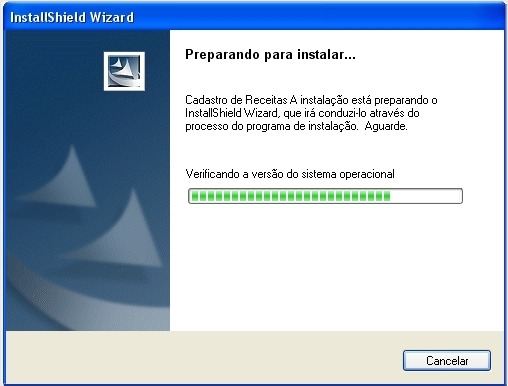 InstallShield Wizard
Preparando para instalar...
Cadastro de Receitas A instalação está preparando o
InstallShield Wizard, que irá conduzi-lo através do
processo do programa de instalação. Aguarde.
Verificando a versão do sistema operacional
Cancelar